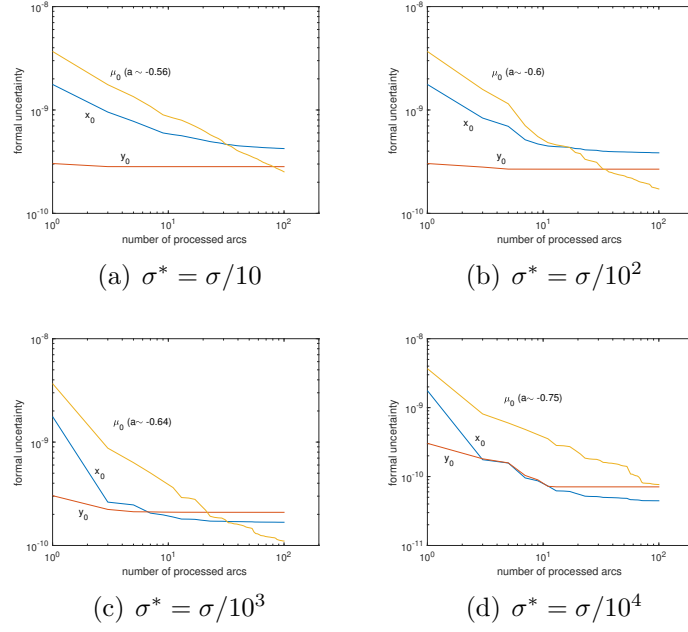 10^-8
10^-9
10^-10
formal uncertainty
μ_0 (a~ -0.56)
x_0
y_0
10^0
10^1
10^2
number of processed arcs
(a) σ* = σ/10
10^-8
10^-9
10^-10
formal uncertainty
μ_0 (a~ -0.6)
x_0
y_0
10^0
10^1
10^2
number of processed arcs
(b) σ* = σ/10^2
10^-8
10^-9
10^-10
formal uncertainty
μ_0 (a~ -0.64)
x_0
y_0
10^0
10^1
10^2
number of processed arcs
(c) σ* = σ/10^3
10^-8
10^-9
10^-10
10^-11
formal uncertainty
μ_0 (a~ -0.75)
x_0
y_0
10^0
10^1
10^2
number of processed arcs
(d) σ* = σ/10^4